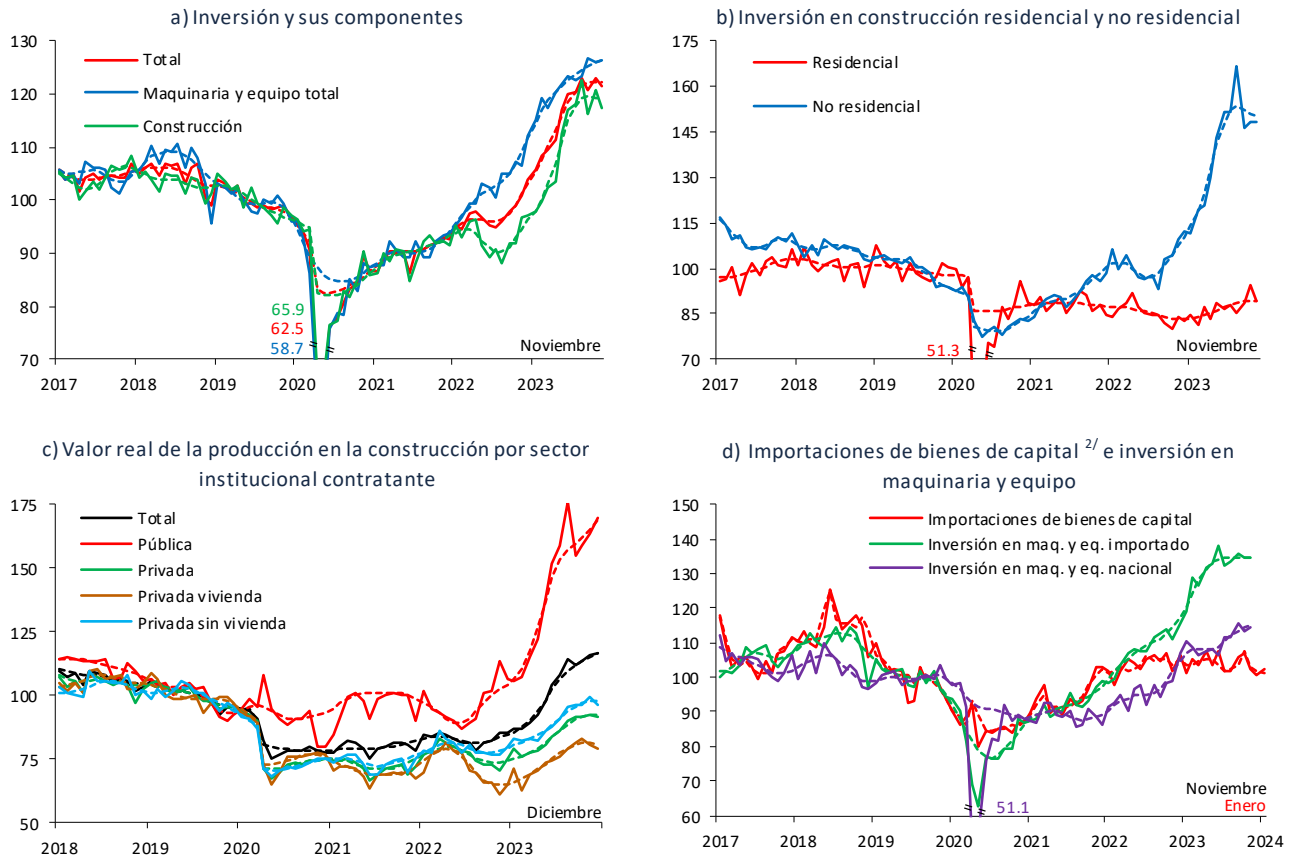 a) Inversión y sus componentes
130
120
110
100
90
80
70
Total
Maquinaria y equipo total
Construcción
65.9
62.5
58.7
Noviembre
2017 2018 2019 2020 2021 2022 2023
b) Inversión en construcción residencial y no residencial
175
160
145
130
115
100
85
70
Residencial
No residencial
51.3
Noviembre
2017 2018 2019 2020 2021 2022 2023
c) Valor real de la producción en la construcción por sector
institucional contratante
175
150
125
100
75
50
Total
Pública
Privada
Privada vivienda
Privada sin vivienda
Diciembre
2018 2019 2020 2021 2022 2023
d) Importaciones de bienes de capital 2/ e inversión en
maquinaria y equipo
150
140
130
120
110
100
90
80
70
60
Importaciones de bienes de capital
Inversión en maq. y eq. importado
Inversión en maq. y eq. nacional
51.1
Noviembre
Enero
2017 2018 2019 2020 2021 2022 2023 2024